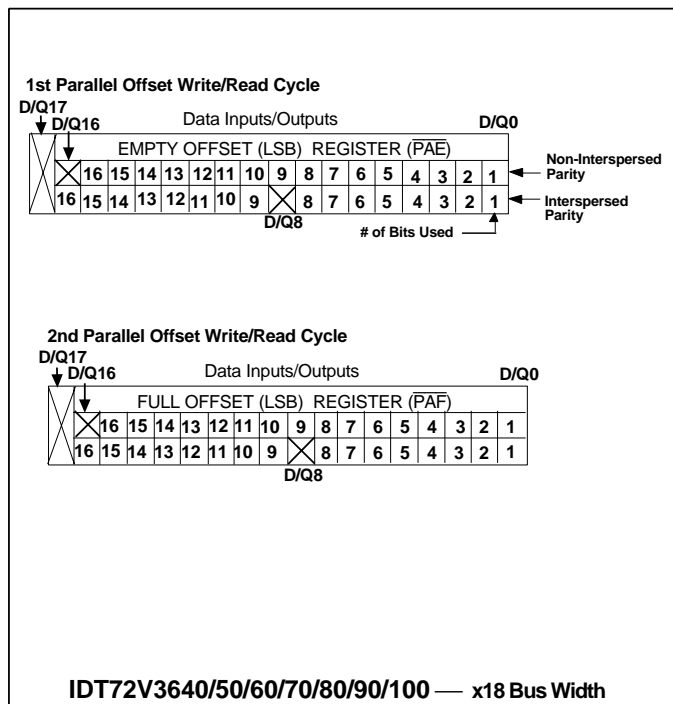 1st Parallel Offset Write/Read Cycle
D/Q17
D/Q16
Data Inputs/Outputs
D/Q0
EMPTY OFFSET (LSB) REGISTER (PAE)
16 15 14 13 12 11 10 9 8 7 6 5 4 3 2 1
Non-Interspersed
Parity
16 15 14 13 12 11 10 9 8 7 6 5 4 3 2 1
Interspersed
Parity
D/Q8
# of Bits Used
2nd Parallel Offset Write/Read Cycle
D/Q17
D/Q16
Data Inputs/Outputs
D/Q0
FULL OFFSET (LSB) REGISTER (PAF)
16 15 14 13 12 11 10 9 8 7 6 5 4 3 2 1
16 15 14 13 12 11 10 9 8 7 6 5 4 3 2 1
D/Q8
IDT72V3640/50/60/70/80/90/100 — x18 Bus Width